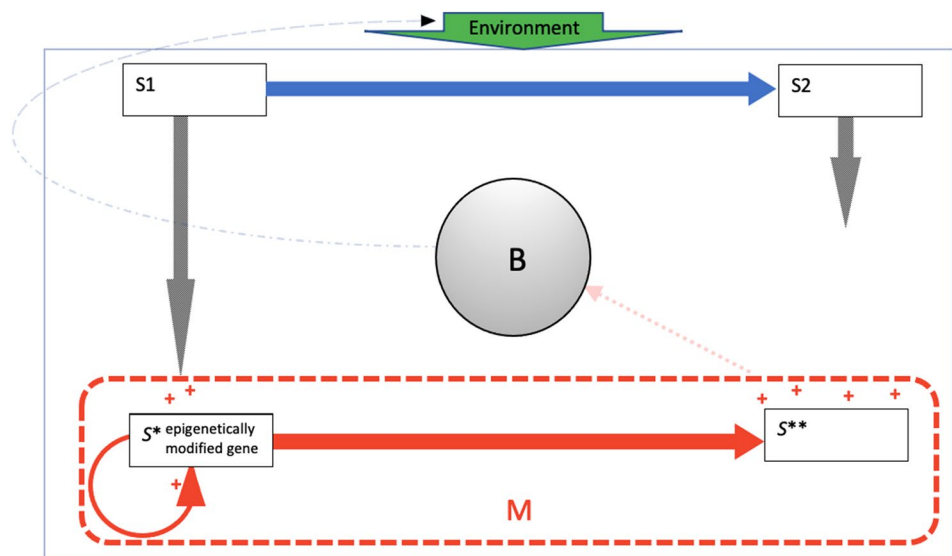 Environment
S1
S2
B
+ +
+ + + +
S* epigenetically
modified gene
S**
+
M